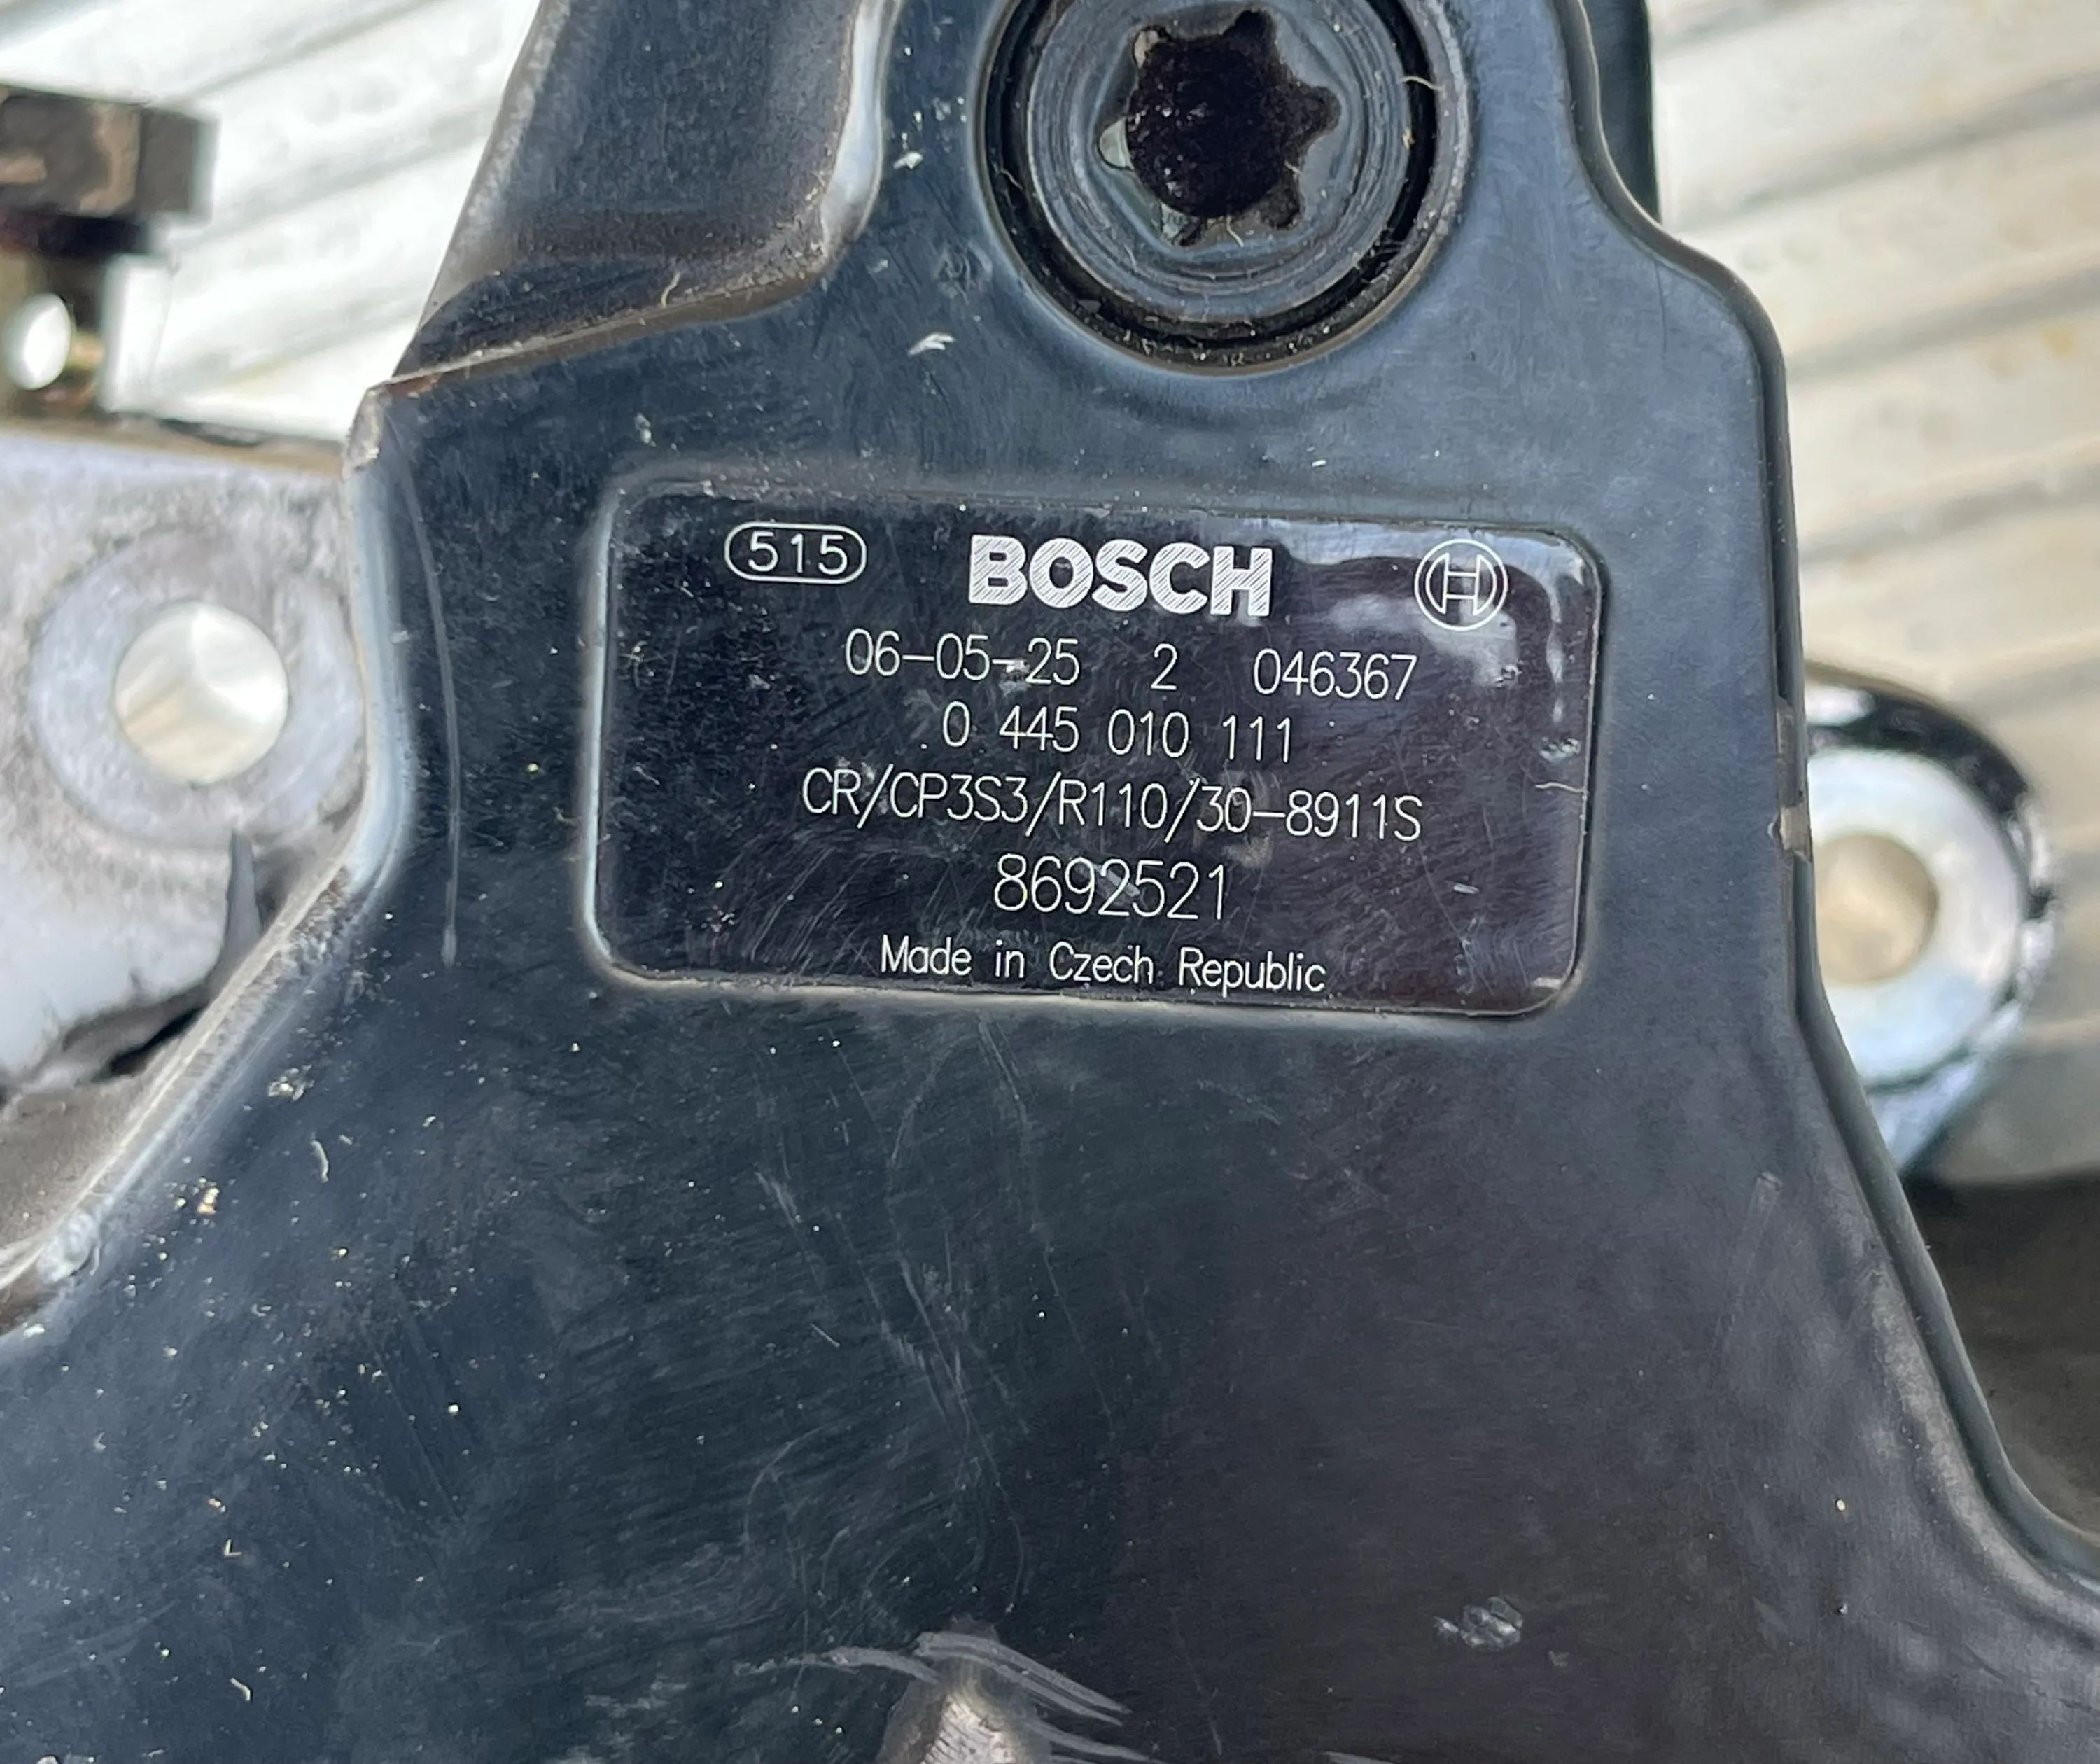 515 BOSCH
06-05-25 2 046367
0 445 010 111
CR/CP3S3/R110/30-8911S
8692521
Made in Czech Republic